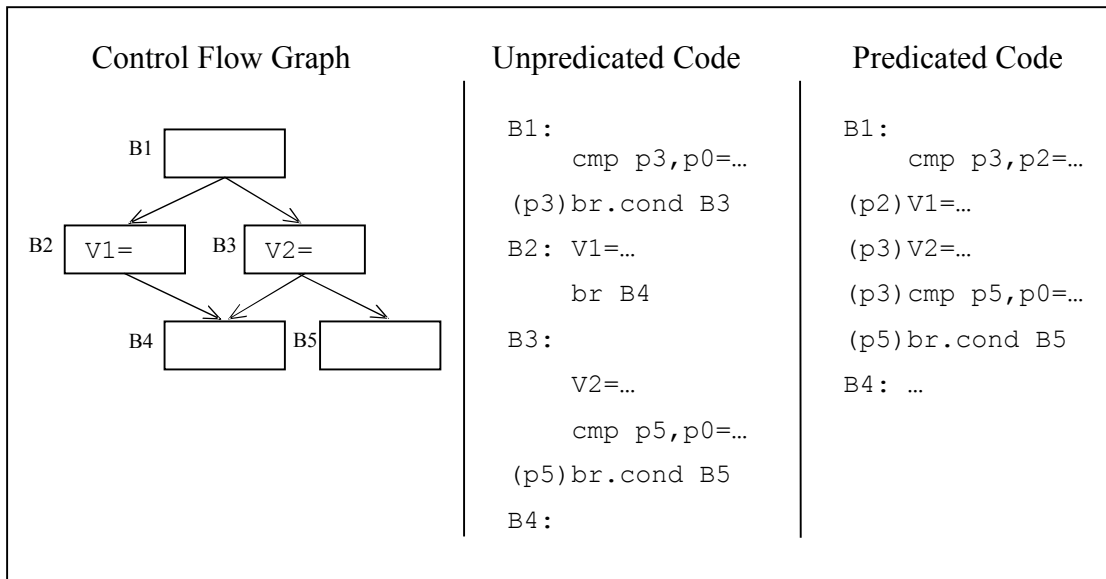 Control Flow Graph
B1
B2
V1=
B3
V2=
B4
B5
Unpredicated Code
B1:
cmp p3,p0=…
(p3)br.cond B3
B2: V1=…
br B4
B3:
V2=…
cmp p5,p0=…
(p5)br.cond B5
B4:
Predicated Code
B1:
cmp p3,p2=…
(p2)V1=…
(p3)V2=…
(p3)cmp p5,p0=…
(p5)br.cond B5
B4: …